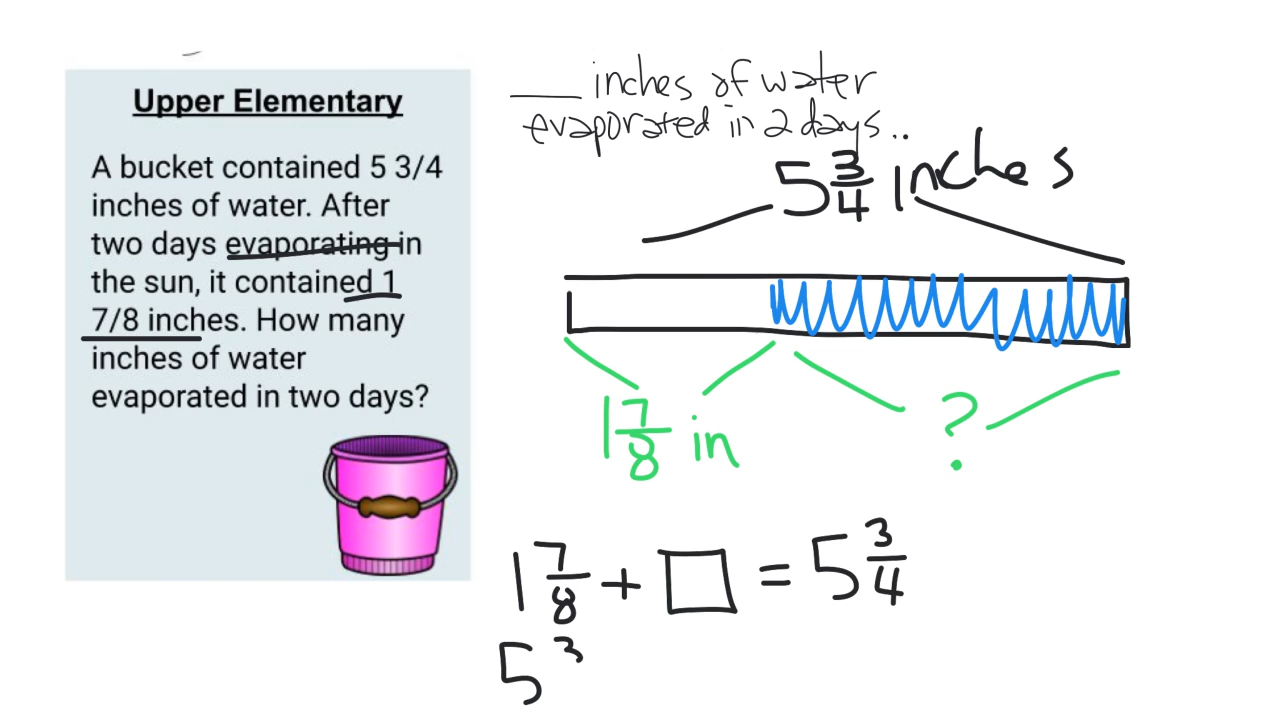 Upper Elementary
A bucket contained 5 3/4
inches of water. After
two days evaporating in
the sun, it contained 1
7/8 inches. How many
inches of water
evaporated in two days?
___ inches of water
evaporated in 2 days..
5 3/4 inches
1 7/8 in
?
1 7/8 + □ = 5 3/4
5 3